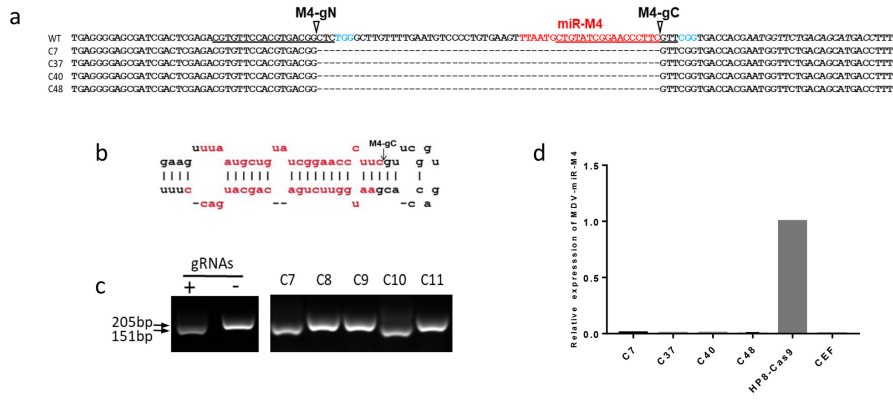 a
M4-gN
miR-M4
M4-gC
WT TGAGGGGAGCGATCGACTCGAGACGTGTTCCACGTGACGGCTCTGGGCTTGTTTTGAATGTCCCCTGTGAAGTTTAATGCTGTATCGGAACCCTTCGTTCGGTGACCACGAATGGTTCTGACAGCATGACCTTT
C7 TGAGGGGAGCGATCGACTCGAGACGTGTTCCACGTGACGG--------------------------------------------------------GTTCGGTGACCACGAATGGTTCTGACAGCATGACCTTT
C37 TGAGGGGAGCGATCGACTCGAGACGTGTTCCACGTGACGG--------------------------------------------------------GTTCGGTGACCACGAATGGTTCTGACAGCATGACCTTT
C40 TGAGGGGAGCGATCGACTCGAGACGTGTTCCACGTGACGG--------------------------------------------------------GTTCGGTGACCACGAATGGTTCTGACAGCATGACCTTT
C48 TGAGGGGAGCGATCGACTCGAGACGTGTTCCACGTGACGG--------------------------------------------------------GTTCGGTGACCACGAATGGTTCTGACAGCATGACCTTT
b
M4-gC
uuua ua c uc g
gaag augcug ucggaacc uucgu g u
|||| |||||| |||||||| ||||| | |
uuuc uacgac agucuugg aagca c g
-cag -- u -c a
c
gRNAs
+ -
205bp
151bp
C7 C8 C9 C10 C11
d
Relative expresssion of MDV-miR-M4
1.5
1.0
0.5
0.0
C7 C37 C40 C48 HP8-Cas9 CEF